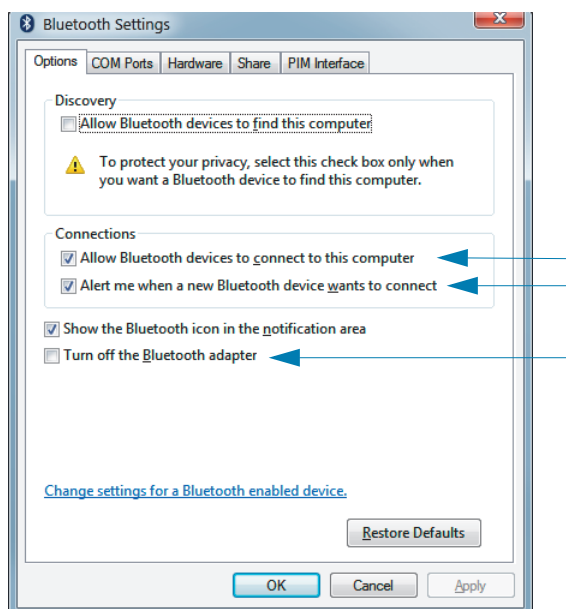 Bluetooth Settings
Options COM Ports Hardware Share PIM Interface
Discovery
Allow Bluetooth devices to find this computer
To protect your privacy, select this check box only when
you want a Bluetooth device to find this computer.
Connections
Allow Bluetooth devices to connect to this computer
Alert me when a new Bluetooth device wants to connect
Show the Bluetooth icon in the notification area
Turn off the Bluetooth adapter
Change settings for a Bluetooth enabled device.
Restore Defaults
OK Cancel Apply